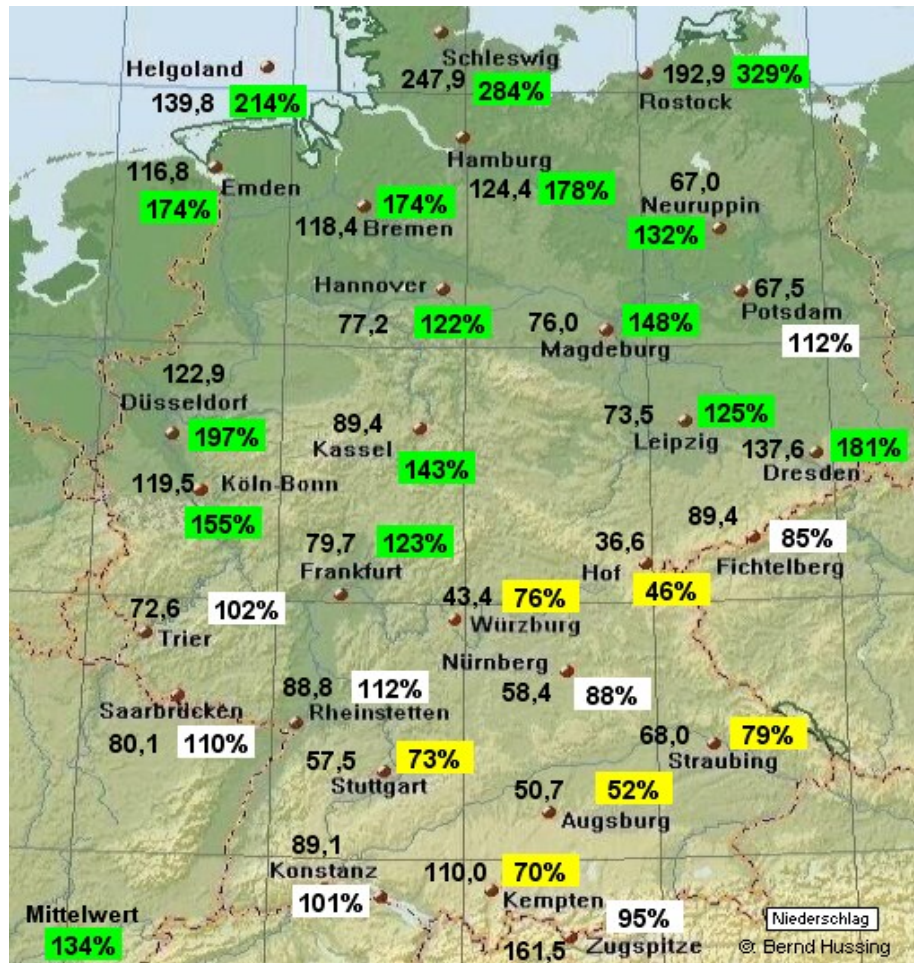 Schleswig
247,9 284%
Helgoland
139,8 214%
192,9 329%
Rostock
Hamburg
124,4 178%
116,8
Emden
174%
174%
118,4 Bremen
67,0
Neuruppin
132%
Hannover
77,2 122%
67,5
Potsdam
112%
76,0 148%
Magdeburg
122,9
Düsseldorf
197%
89,4
Kassel
143%
73,5 125%
Leipzig
137,6 181%
Dresden
119,5 Köln-Bonn
155%
79,7 123%
Frankfurt
36,6
Hof 46%
89,4 85%
Fichtelberg
72,6 102%
Trier
43,4 76%
Würzburg
Nürnberg
58,4 88%
Saarbrücken
80,1 110%
88,8 112%
Rheinstetten
68,0 79%
Straubing
57,5 73%
Stuttgart
50,7 52%
Augsburg
89,1
Konstanz
101%
110,0 70%
Kempten
95%
161,5 Zugspitze
Mittelwert
134%
Niederschlag
© Bernd Hussing